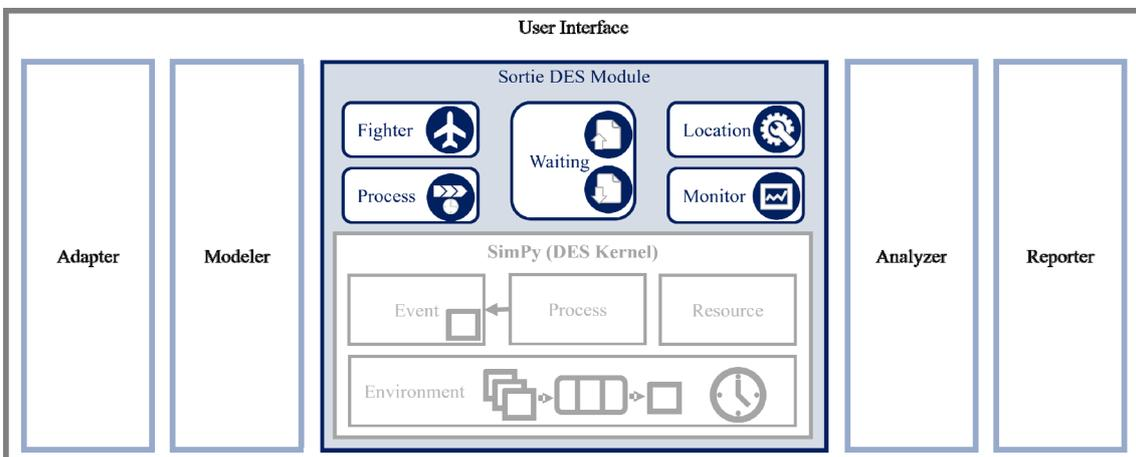 User Interface
Sortie DES Module
Fighter
Waiting
Location
Process
Monitor
Adapter
Modeler
SimPy (DES Kernel)
Analyzer
Reporter
Event
Process
Resource
Environment